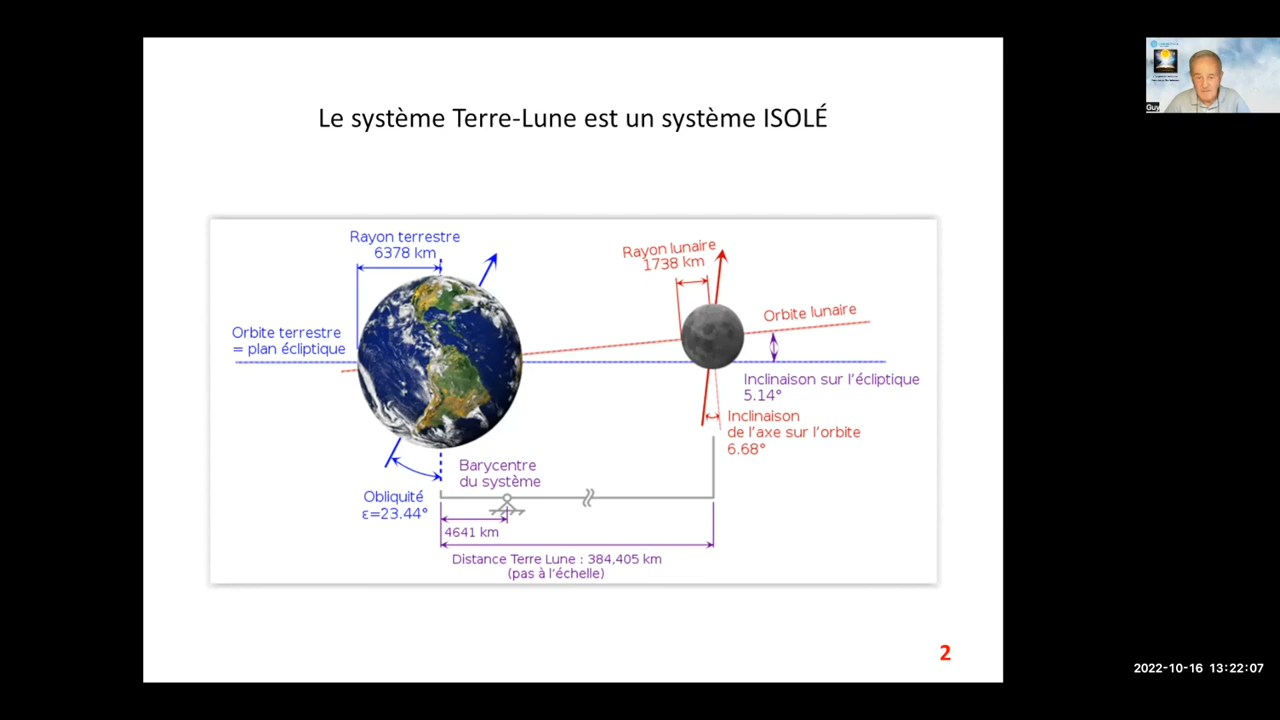 Le système Terre-Lune est un système ISOLÉ
Rayon terrestre
6378 km
Rayon lunaire
1738 km
Orbite lunaire
Orbite terrestre
= plan écliptique
Inclinaison sur l'écliptique
5.14°
Inclinaison
de l'axe sur l'orbite
6.68°
Barycentre
du système
Obliquité
ε=23.44°
4641 km
Distance Terre Lune : 384,405 km
(pas à l'échelle)
2
Guy
2022-10-16 13:22:07